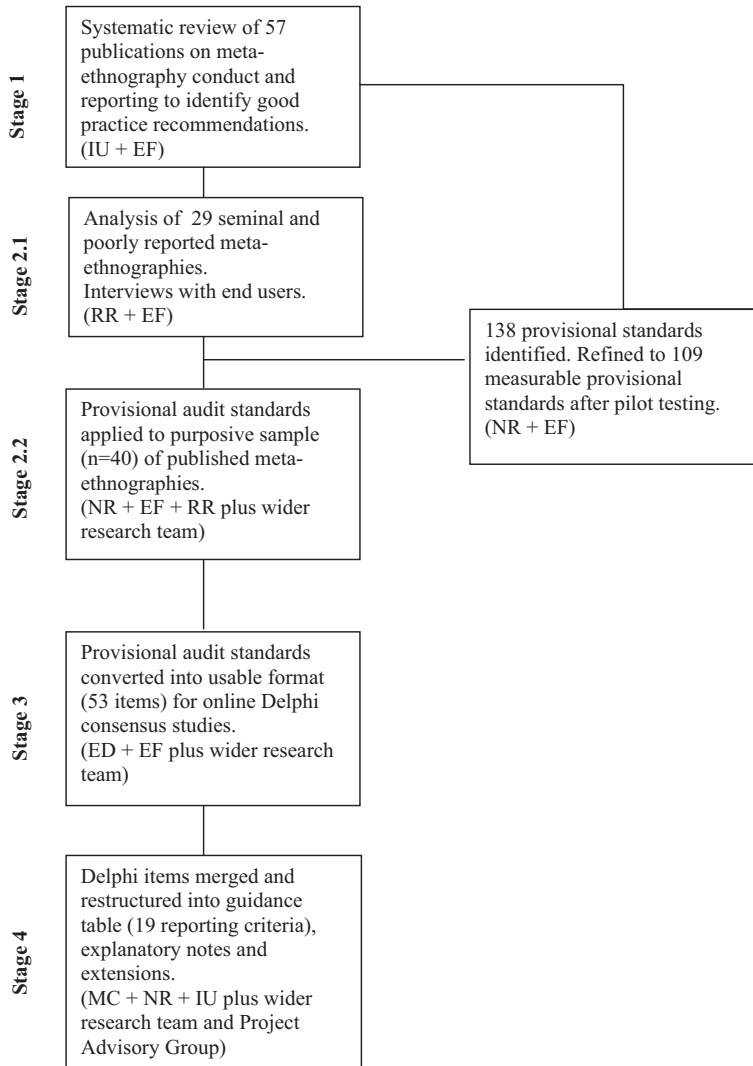 Stage 1
Systematic review of 57
publications on meta-
ethnography conduct and
reporting to identify good
practice recommendations.
(IU + EF)
Stage 2.1
Analysis of  29 seminal and
poorly reported meta-
ethnographies.
Interviews with end users.
(RR + EF)
138 provisional standards
identified. Refined to 109
measurable provisional
standards after pilot testing.
(NR + EF)
Stage 2.2
Provisional audit standards
applied to purposive sample
(n=40) of published meta-
ethnographies.
(NR + EF + RR plus wider
research team)
Stage 3
Provisional audit standards
converted into usable format
(53 items) for online Delphi
consensus studies.
(ED + EF plus wider research
team)
Stage 4
Delphi items merged and
restructured into guidance
table (19 reporting criteria),
explanatory notes and
extensions.
(MC + NR + IU plus wider
research team and Project
Advisory Group)